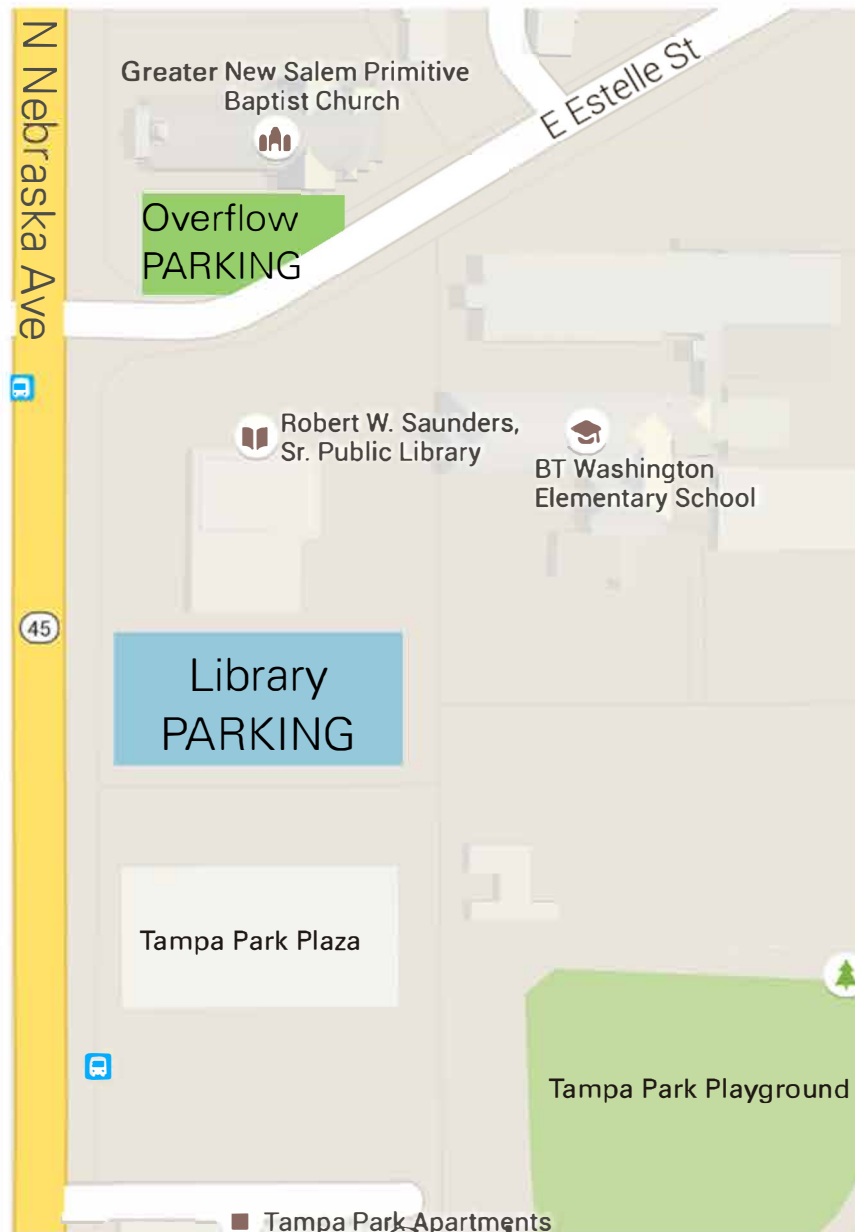 N Nebraska Ave
Greater New Salem Primitive
Baptist Church
E Estelle St
Overflow
PARKING
Robert W. Saunders,
Sr. Public Library
BT Washington
Elementary School
45
Library
PARKING
Tampa Park Plaza
Tampa Park Playground
Tampa Park Apartments